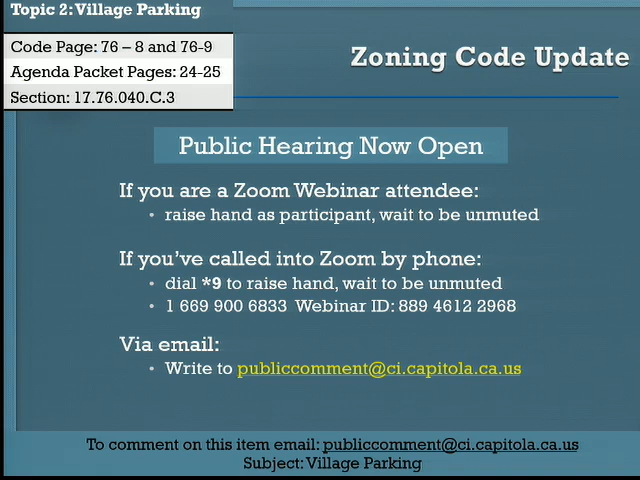 Topic 2: Village Parking
Code Page: 76 – 8 and 76-9
Agenda Packet Pages: 24-25
Section: 17.76.040.C.3
Zoning Code Update
Public Hearing Now Open
If you are a Zoom Webinar attendee:
• raise hand as participant, wait to be unmuted
If you've called into Zoom by phone:
• dial *9 to raise hand, wait to be unmuted
• 1 669 900 6833 Webinar ID: 889 4612 2968
Via email:
• Write to publiccomment@ci.capitola.ca.us
To comment on this item email: publiccomment@ci.capitola.ca.us
Subject: Village Parking